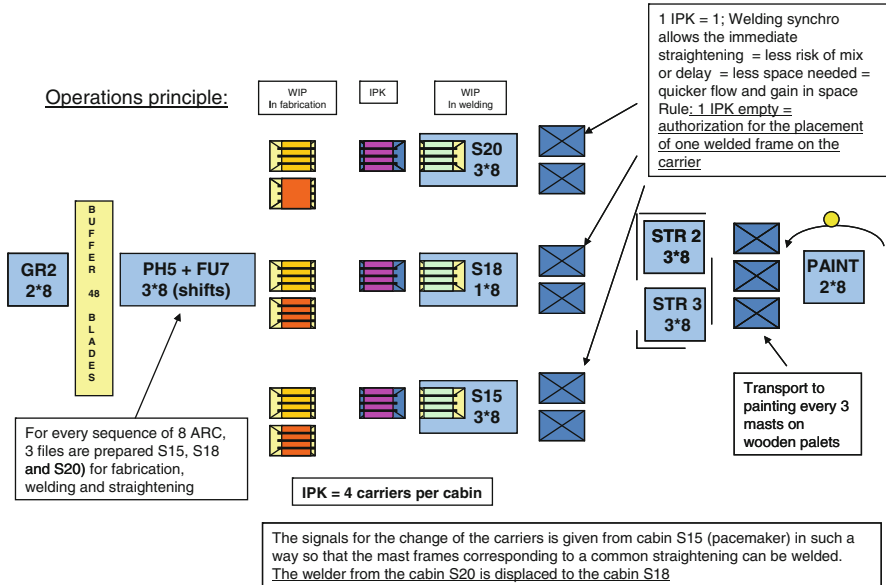 1 IPK = 1; Welding synchro
allows the immediate
straightening = less risk of mix
or delay = less space needed =
quicker flow and gain in space
Rule: 1 IPK empty =
authorization for the placement
of one welded frame on the
carrier
Operations principle:
WIP
In fabrication
IPK
WIP
In welding
S20
3*8
GR2
2*8
BUFFER
48
BLADES
PH5 + FU7
3*8 (shifts)
S18
1*8
STR 2
3*8
STR 3
3*8
PAINT
2*8
S15
3*8
Transport to
painting every 3
masts on
wooden palets
For every sequence of 8 ARC,
3 files are prepared S15, S18
and S20) for fabrication,
welding and straightening
IPK = 4 carriers per cabin
The signals for the change of the carriers is given from cabin S15 (pacemaker) in such a
way so that the mast frames corresponding to a common straightening can be welded.
The welder from the cabin S20 is displaced to the cabin S18